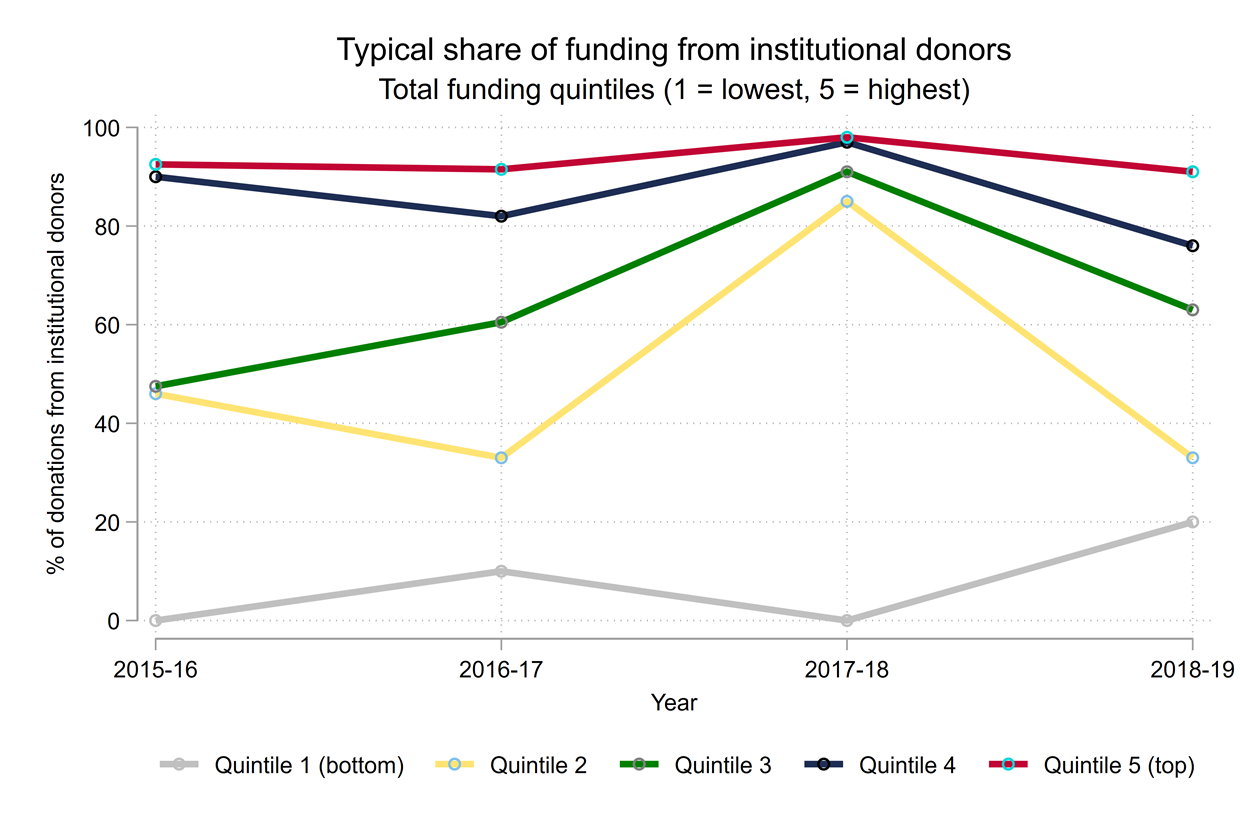 Typical share of funding from institutional donors
Total funding quintiles (1 = lowest, 5 = highest)
% of donations from institutional donors
100
80
60
40
20
0
2015-16 2016-17 2017-18 2018-19
Year
Quintile 1 (bottom) Quintile 2 Quintile 3 Quintile 4 Quintile 5 (top)